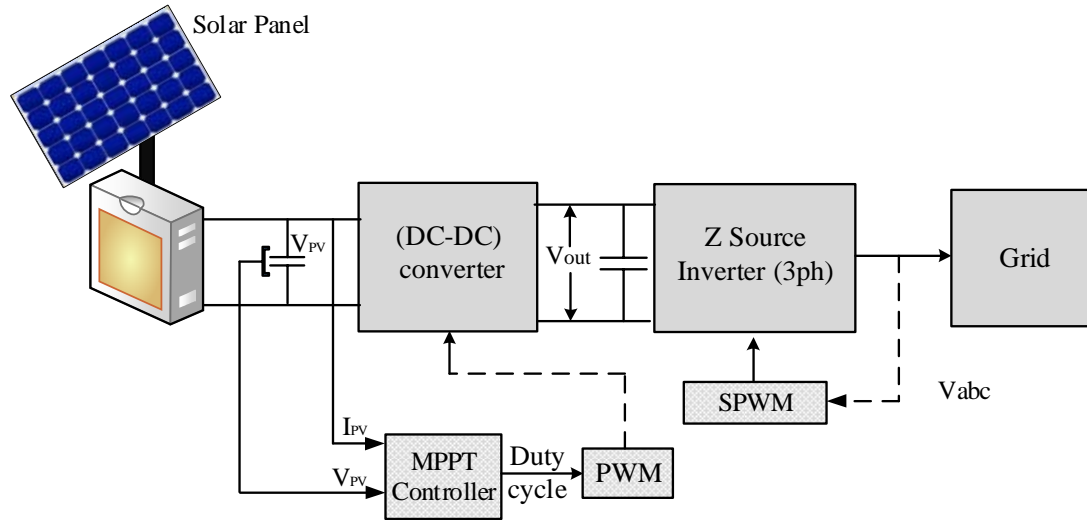 Solar Panel
VPV
(DC-DC)
converter
Vout
Z Source
Inverter (3ph)
Grid
SPWM
Vabc
IPV
VPV
MPPT
Controller
Duty
cycle
PWM